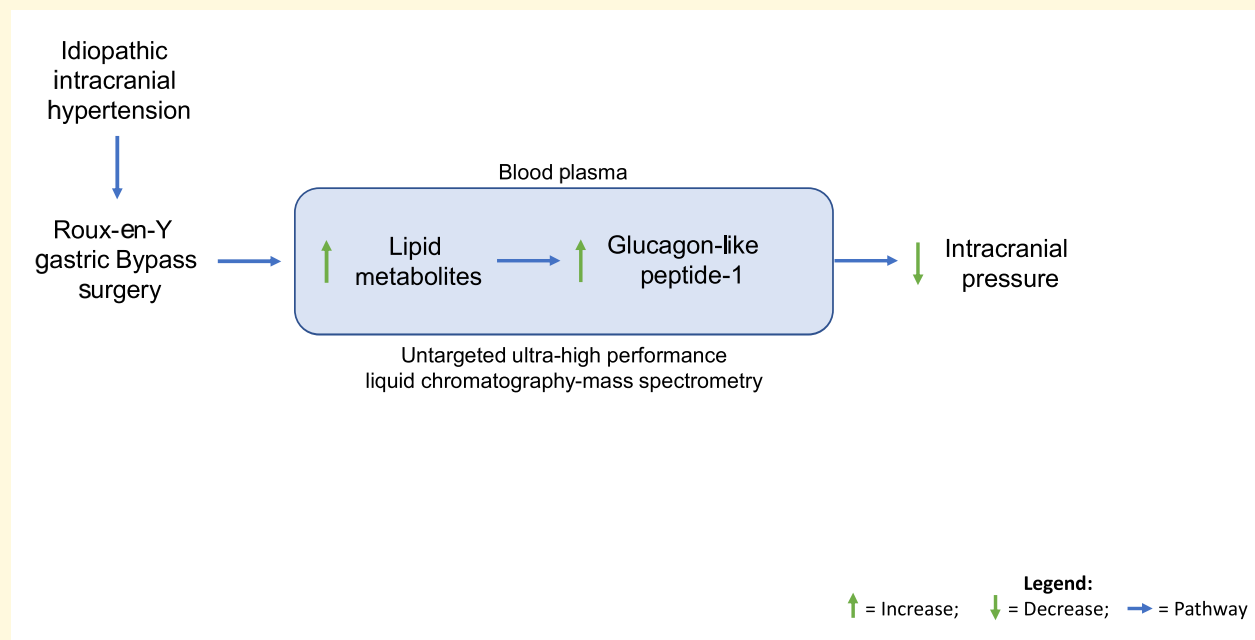 Idiopathic
intracranial
hypertension
Blood plasma
Roux-en-Y
gastric Bypass
surgery
Lipid
metabolites
Glucagon-like
peptide-1
Intracranial
pressure
Untargeted ultra-high performance
liquid chromatography-mass spectrometry
Legend:
= Increase; = Decrease; = Pathway